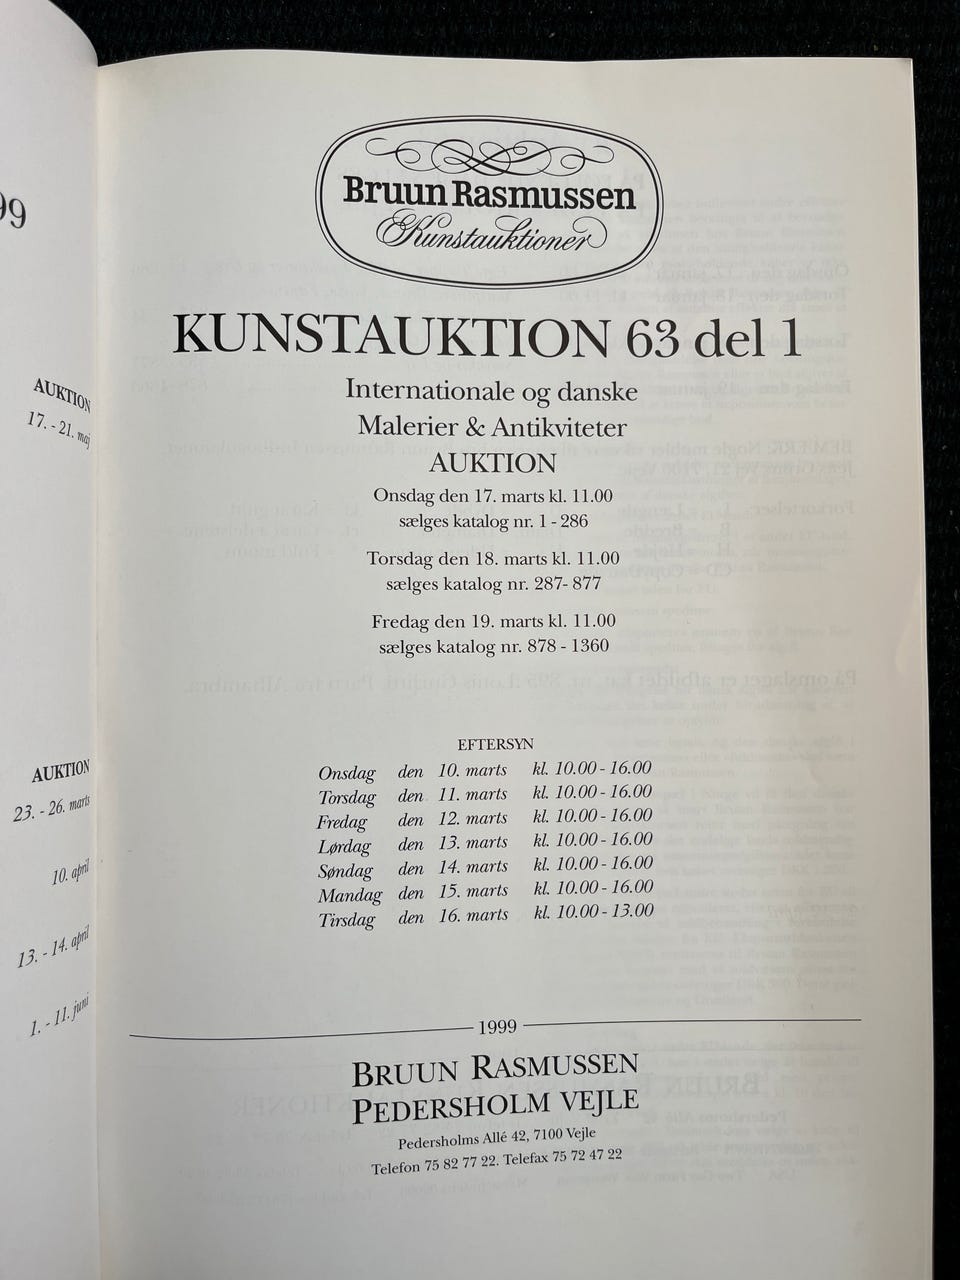 99
AUKTION
17. - 21. maj
AUKTION
23. - 26. marts
10. april
13. - 14. april
1. - 11. juni
Bruun Rasmussen
Kunstauktioner
KUNSTAUKTION 63 del 1
Internationale og danske
Malerier & Antikviteter
AUKTION
Onsdag den 17. marts kl. 11.00
sælges katalog nr. 1 - 286
Torsdag den 18. marts kl. 11.00
sælges katalog nr. 287- 877
Fredag den 19. marts kl. 11.00
sælges katalog nr. 878 - 1360
EFTERSYN
Onsdag den 10. marts kl. 10.00 - 16.00
Torsdag den 11. marts kl. 10.00 - 16.00
Fredag den 12. marts kl. 10.00 - 16.00
Lørdag den 13. marts kl. 10.00 - 16.00
Søndag den 14. marts kl. 10.00 - 16.00
Mandag den 15. marts kl. 10.00 - 16.00
Tirsdag den 16. marts kl. 10.00 - 13.00
1999
BRUUN RASMUSSEN
PEDERSHOLM VEJLE
Pedersholms Allé 42, 7100 Vejle
Telefon 75 82 77 22. Telefax 75 72 47 22